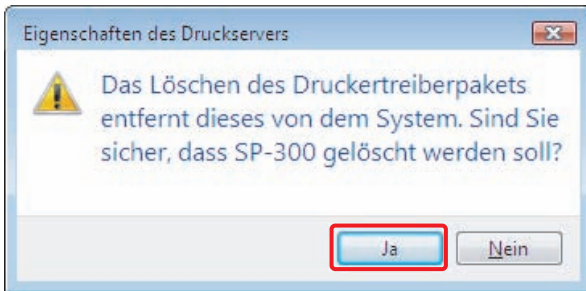 Eigenschaften des Druckservers
Das Löschen des Druckertreiberpakets
entfernt dieses von dem System. Sind Sie
sicher, dass SP-300 gelöscht werden soll?
Ja
Nein